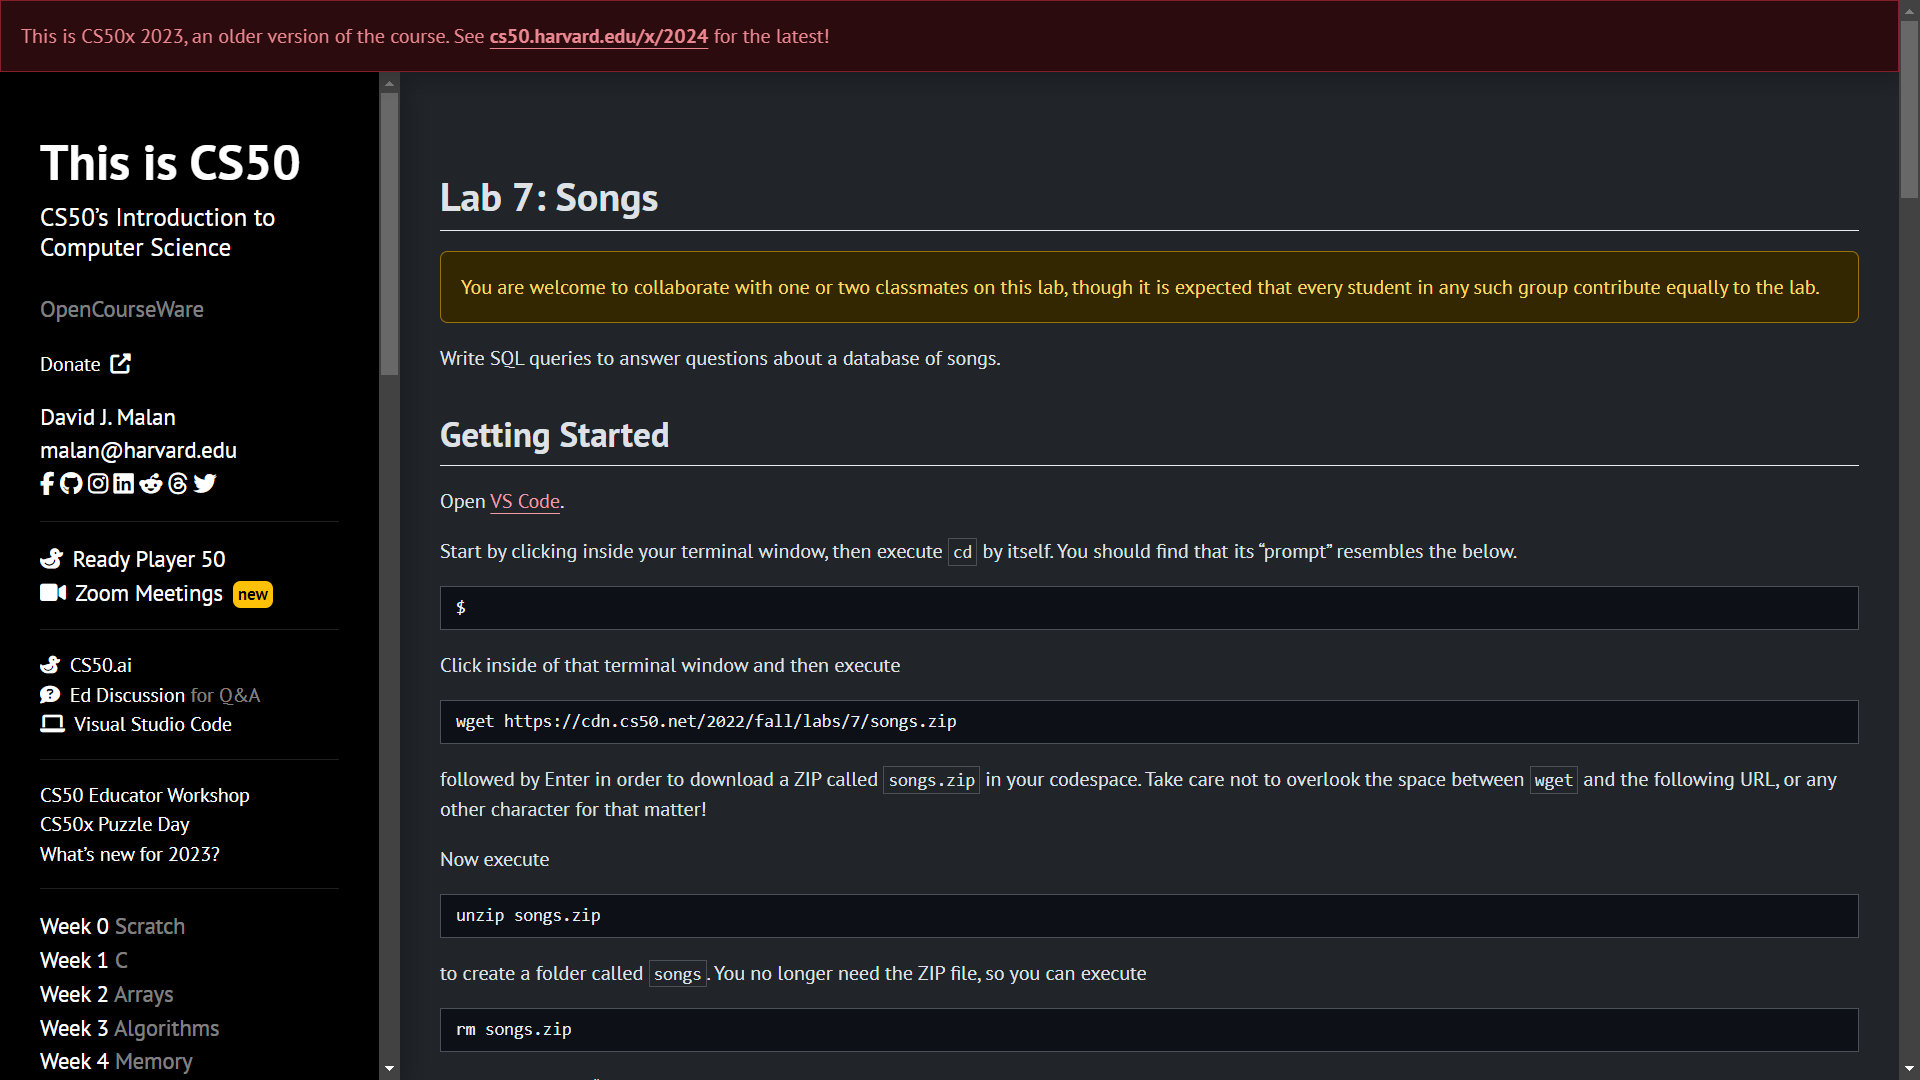 This is CS50x 2023, an older version of the course. See cs50.harvard.edu/x/2024 for the latest!
This is CS50
CS50’s Introduction to
Computer Science
OpenCourseWare
Donate
David J. Malan
malan@harvard.edu
Ready Player 50
Zoom Meetings new
CS50.ai
Ed Discussion for Q&A
Visual Studio Code
CS50 Educator Workshop
CS50x Puzzle Day
What’s new for 2023?
Week 0 Scratch
Week 1 C
Week 2 Arrays
Week 3 Algorithms
Week 4 Memory
Lab 7: Songs
You are welcome to collaborate with one or two classmates on this lab, though it is expected that every student in any such group contribute equally to the lab.
Write SQL queries to answer questions about a database of songs.
Getting Started
Open VS Code.
Start by clicking inside your terminal window, then execute cd by itself. You should find that its “prompt” resembles the below.
$
Click inside of that terminal window and then execute
wget https://cdn.cs50.net/2022/fall/labs/7/songs.zip
followed by Enter in order to download a ZIP called songs.zip in your codespace. Take care not to overlook the space between wget and the following URL, or any
other character for that matter!
Now execute
unzip songs.zip
to create a folder called songs. You no longer need the ZIP file, so you can execute
rm songs.zip